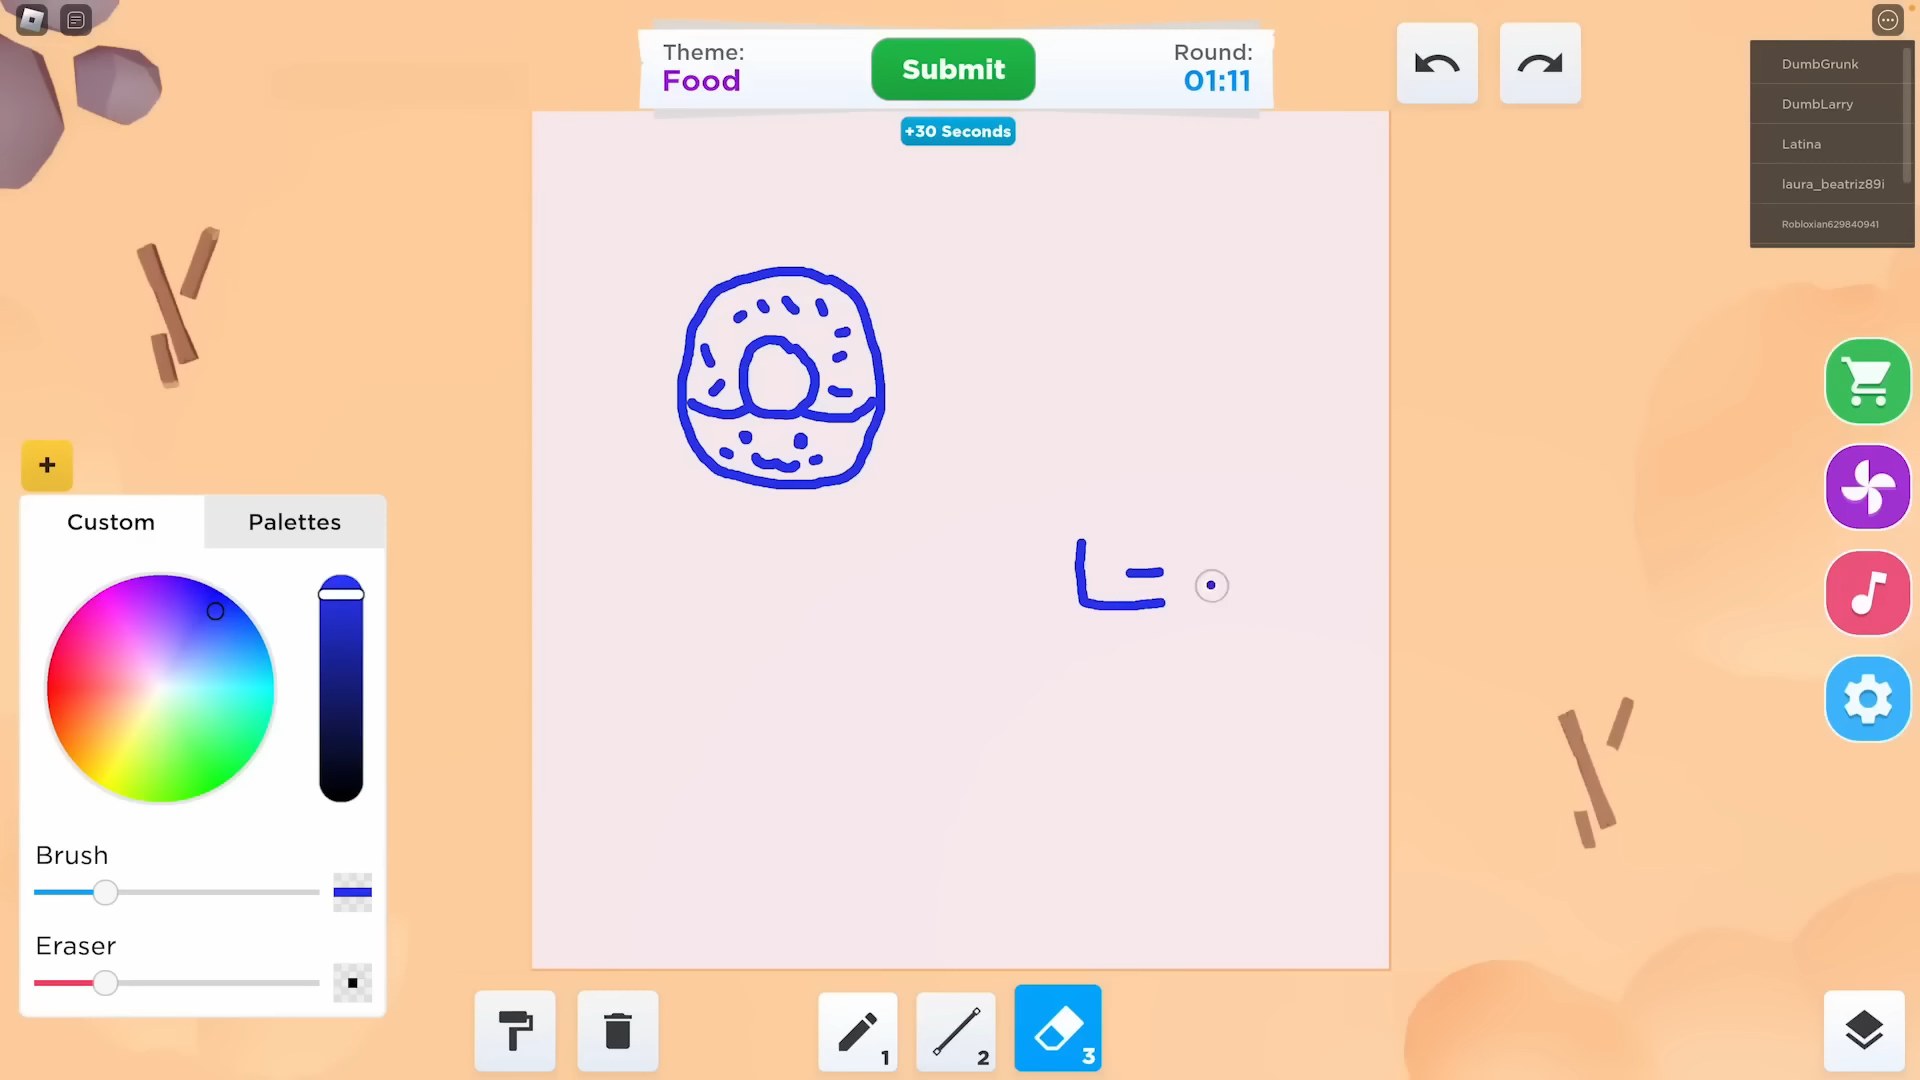 Theme:
Food
Submit
Round:
01:11
+30 Seconds
DumbGrunk
DumbLarry
Latina
laura_beatriz89i
Robloxian629840941
+
Custom
Palettes
L=
Brush
Eraser
1
2
3